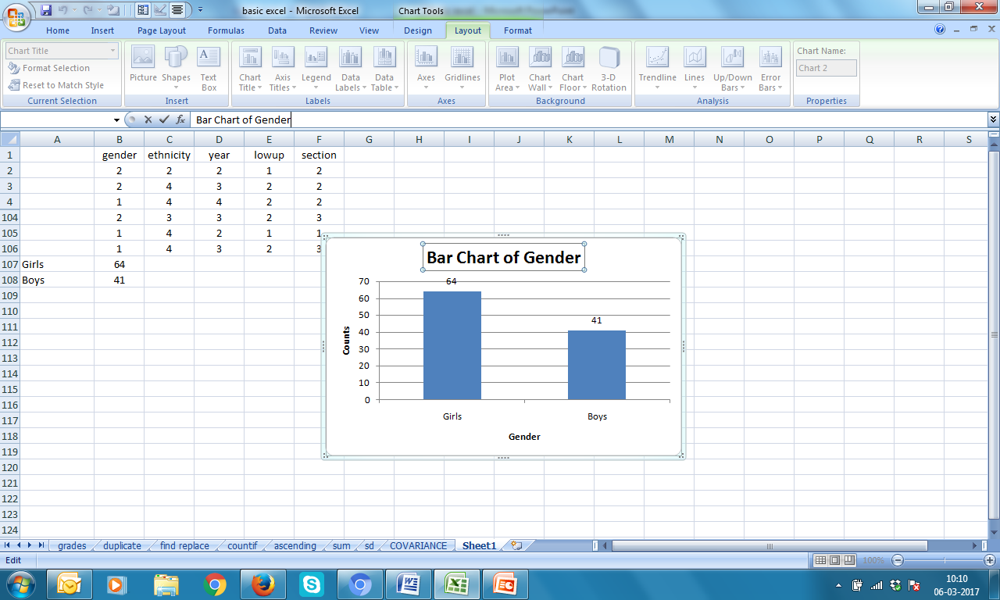 basic excel - Microsoft Excel
Chart Tools
Home Insert Page Layout Formulas Data Review View Design Layout Format
Chart Title
Format Selection
Reset to Match Style
Current Selection
Picture Shapes Text Box
Insert
Chart Title Axis Titles Legend Data Labels Data Table
Labels
Axes Gridlines
Axes
Plot Area Chart Wall Chart Floor 3-D Rotation
Background
Trendline Lines Up/Down Bars Error Bars
Analysis
Chart Name:
Chart 2
Properties
fx Bar Chart of Gender
A B C D E F G H I J K L M N O P Q R S
1 gender ethnicity year lowup section
2 2 2 2 1 2
3 2 4 3 2 2
4 1 4 4 2 2
104 2 3 3 2 3
105 1 4 2 1 1
106 1 4 3 2 3
107 Girls 64
108 Boys 41
109
110
111
112
113
114
115
116
117
118
119
120
121
122
123
124
Bar Chart of Gender
70
60
50
40
30
20
10
0
Counts
64
41
Girls Boys
Gender
grades duplicate find replace countif ascending sum sd COVARIANCE Sheet1
Edit
100%
10:10
06-03-2017